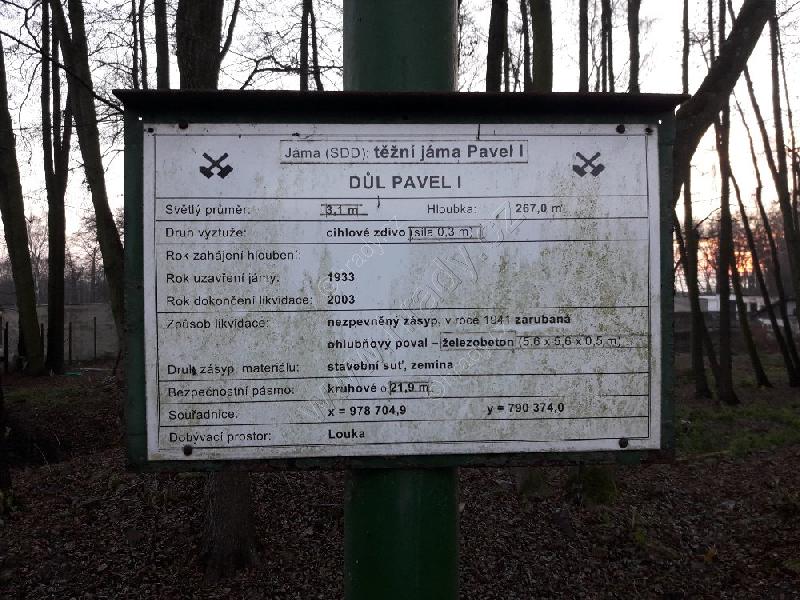 Jáma (SDD): těžní jáma Pavel I
DŮL PAVEL I
Světlý průměr: 3,1 m Hloubka: 267,0 m
Druh výztuže: cihlové zdivo (síla 0,3 m)
Rok zahájení hloubení:
Rok uzavření jámy: 1933
Rok dokončení likvidace: 2003
Způsob likvidace: nezpevněný zásyp, v roce 1941 zarubaná
ohlubňový poval – železobeton (5,6 x 5,6 x 0,5 m)
Druh zásyp. materiálu: stavební suť, zemina
Bezpečnostní pásmo: kruhové o 21,9 m
Souřadnice: x = 978 704,9 y = 790 374,0
Dobývací prostor: Louka